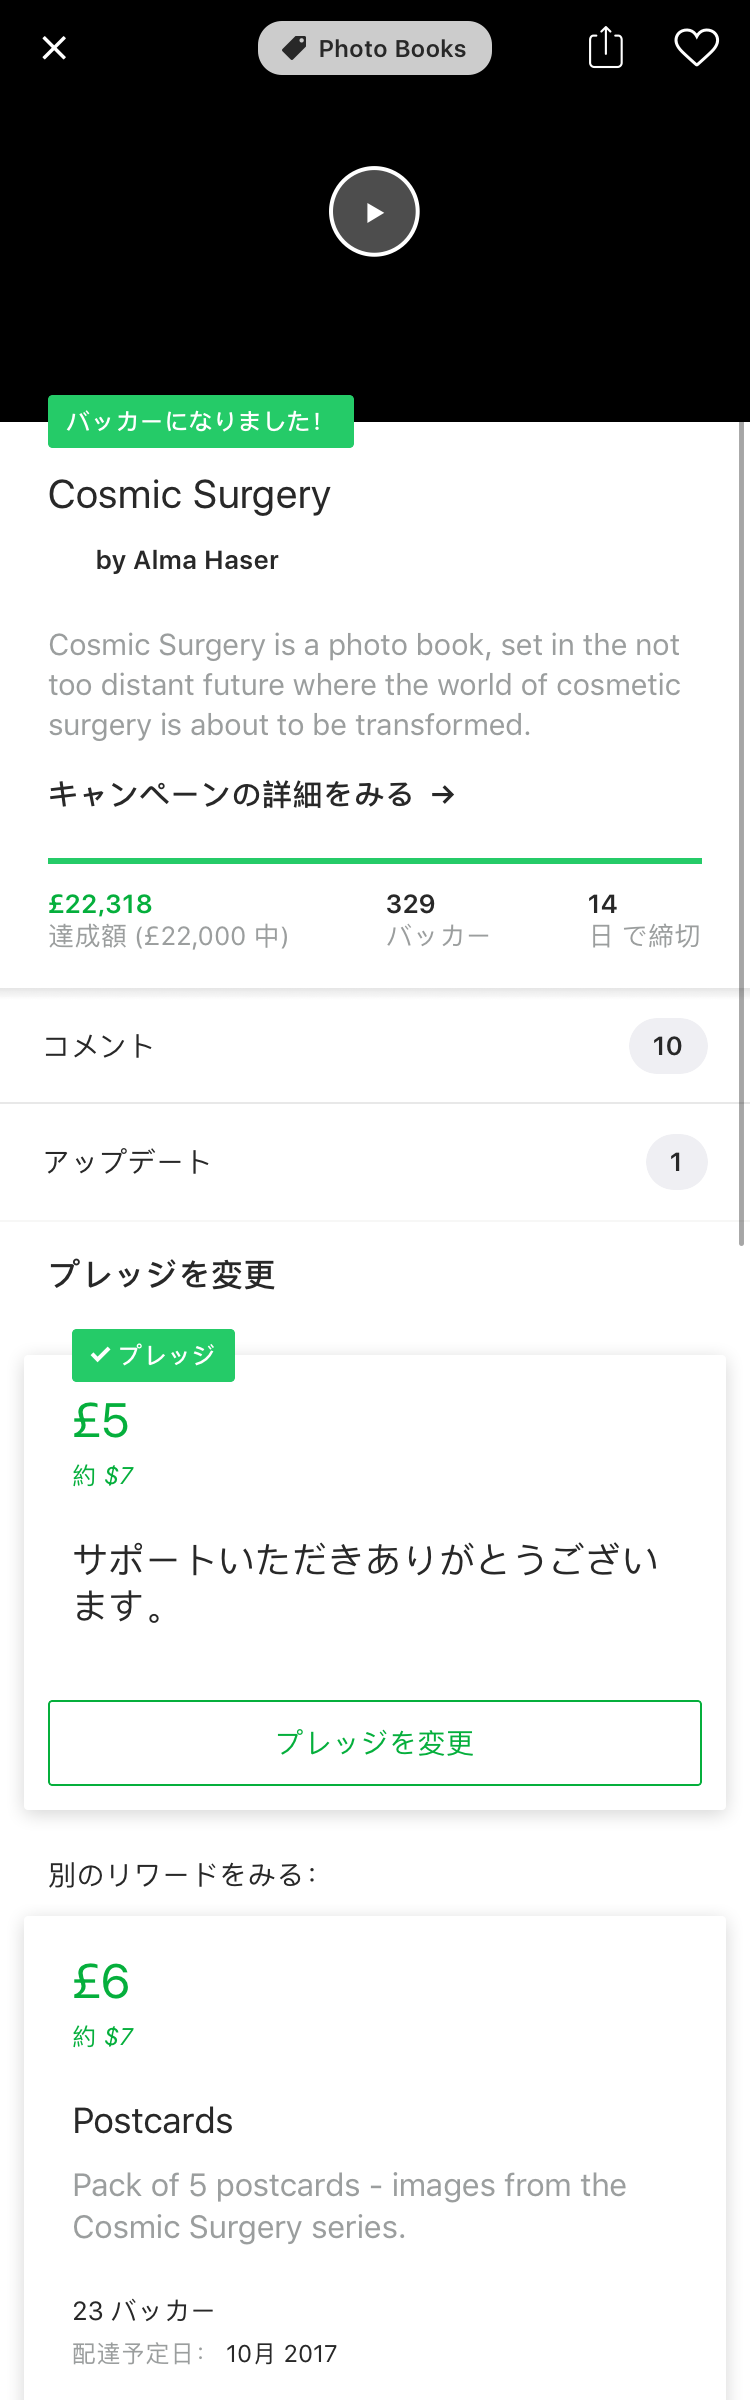 Photo Books
バッカーになりました!
Cosmic Surgery
by Alma Haser
Cosmic Surgery is a photo book, set in the not
too distant future where the world of cosmetic
surgery is about to be transformed.
キャンペーンの詳細をみる →
£22,318
達成額 (£22,000 中)
329
バッカー
14
日 で締切
コメント
10
アップデート
1
プレッジを変更
プレッジ
£5
約 $7
サポートいただきありがとうござい
ます。
プレッジを変更
別のリワードをみる:
£6
約 $7
Postcards
Pack of 5 postcards - images from the
Cosmic Surgery series.
23 バッカー
配達予定日: 10月 2017